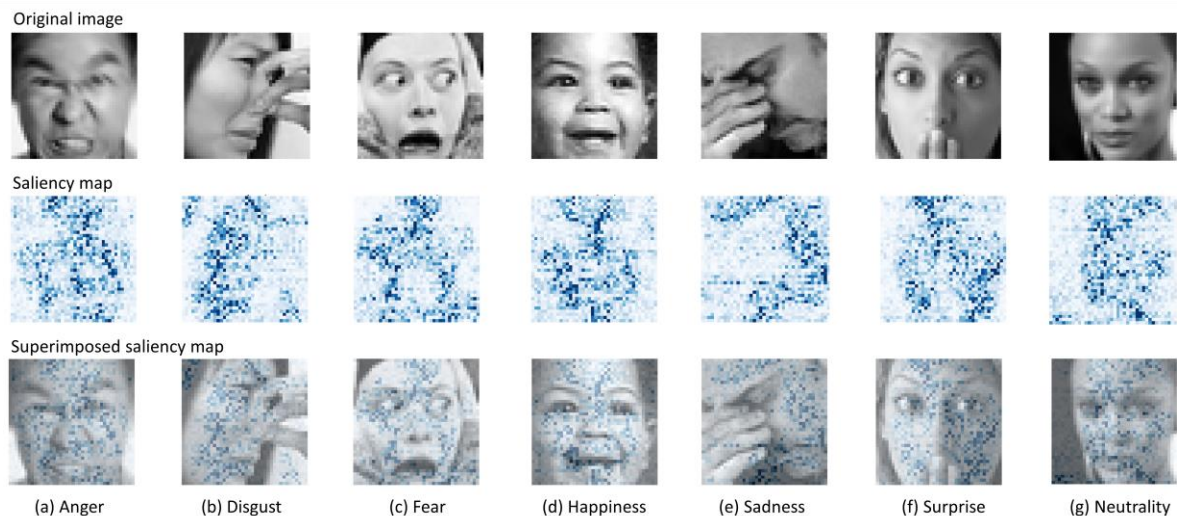 Original image
Saliency map
Superimposed saliency map
(a) Anger
(b) Disgust
(c) Fear
(d) Happiness
(e) Sadness
(f) Surprise
(g) Neutrality